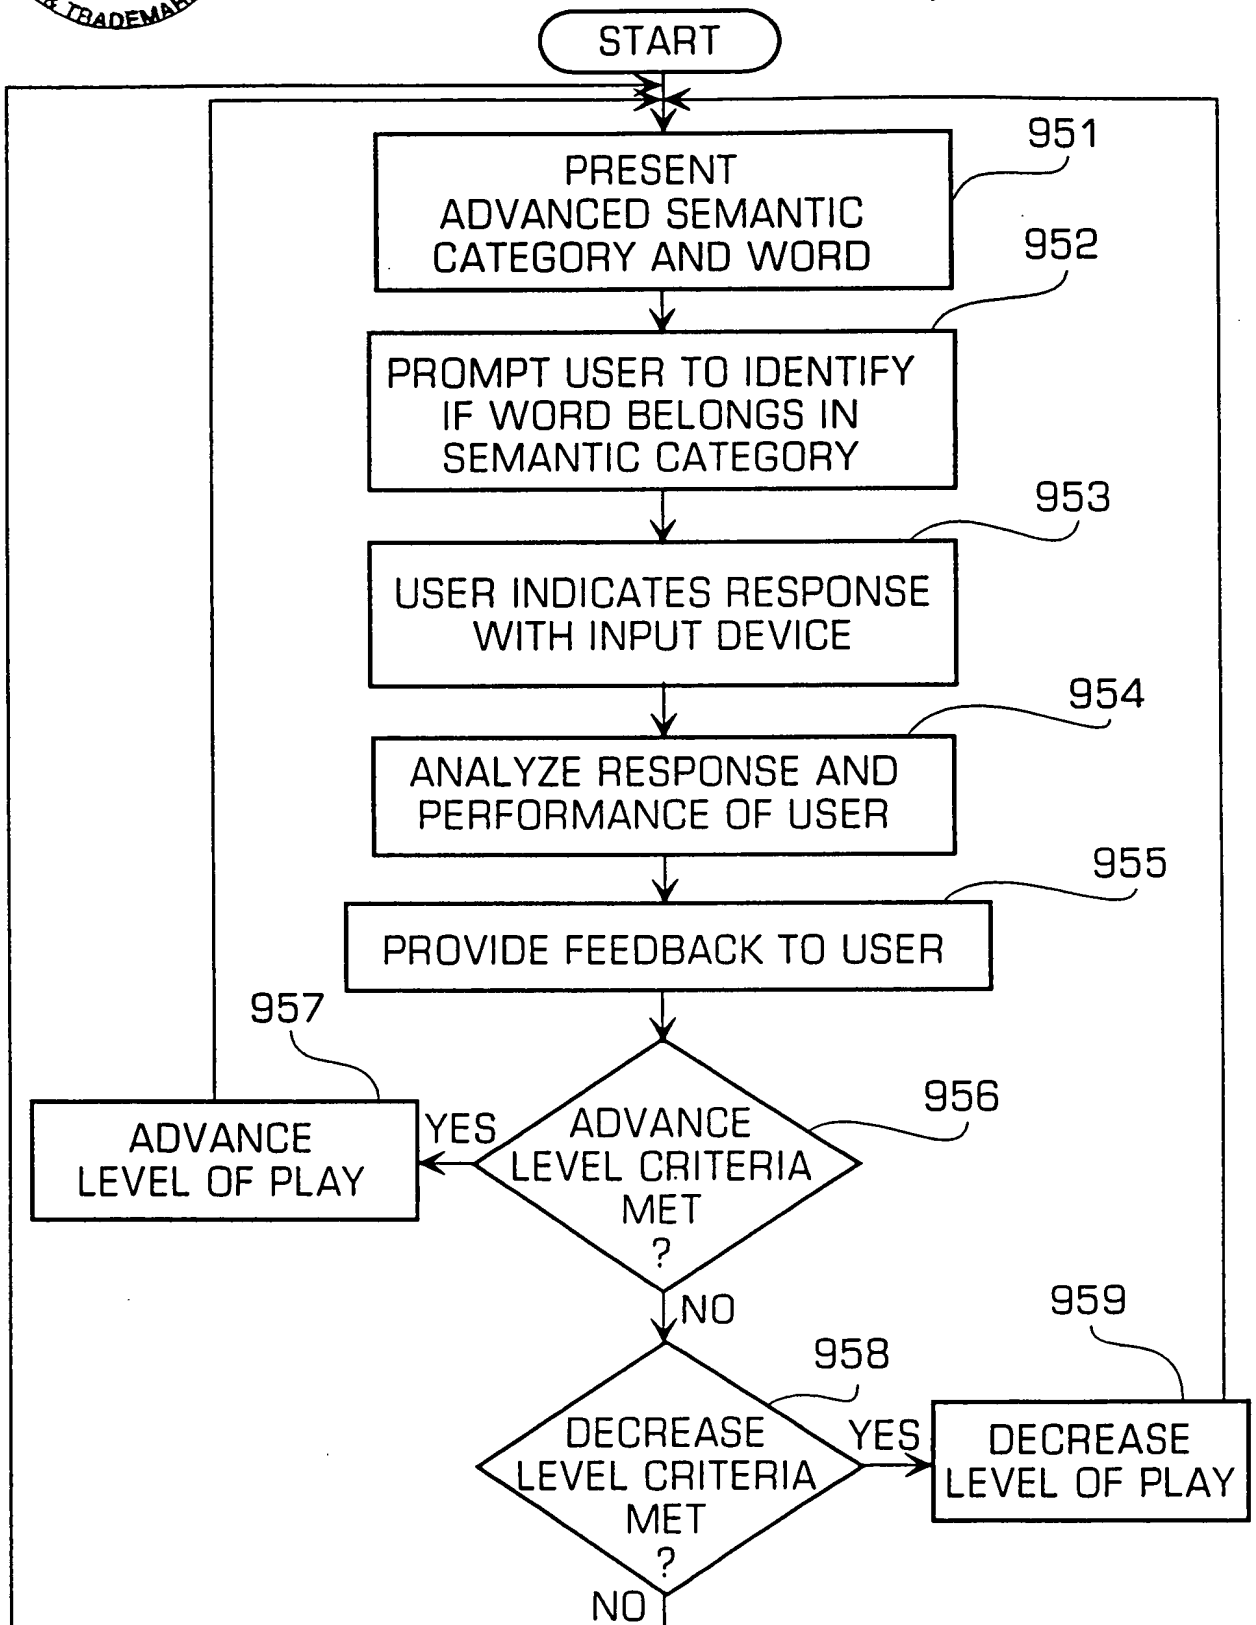 & TRADEMAR
START
951
PRESENT
ADVANCED SEMANTIC
CATEGORY AND WORD
952
PROMPT USER TO IDENTIFY
IF WORD BELONGS IN
SEMANTIC CATEGORY
953
USER INDICATES RESPONSE
WITH INPUT DEVICE
954
ANALYZE RESPONSE AND
PERFORMANCE OF USER
955
PROVIDE FEEDBACK TO USER
957
956
ADVANCE
LEVEL OF PLAY
YES
ADVANCE
LEVEL CRITERIA
MET
?
NO
959
958
DECREASE
LEVEL CRITERIA
MET
?
YES
DECREASE
LEVEL OF PLAY
NO